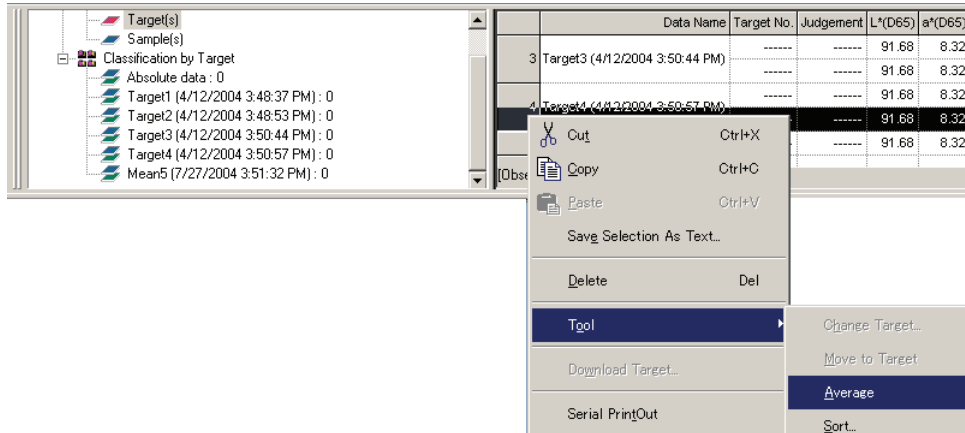 Target(s)
Sample(s)
Classification by Target
Absolute data : 0
Target1 (4/12/2004 3:48:37 PM) : 0
Target2 (4/12/2004 3:48:53 PM) : 0
Target3 (4/12/2004 3:50:44 PM) : 0
Target4 (4/12/2004 3:50:57 PM) : 0
Mean5 (7/27/2004 3:51:32 PM) : 0
Data Name Target No. Judgement L*(D65) a*(D65)
3 Target3 (4/12/2004 3:50:44 PM) ------ ------ 91.68 8.32
------ ------ 91.68 8.32
4 Target4 (4/12/2004 3:50:57 PM) ------ ------ 91.68 8.32
------ 91.68 8.32
------ 91.68 8.32
[Obse
Cut Ctrl+X
Copy Ctrl+C
Paste Ctrl+V
Save Selection As Text...
Delete Del
Tool
Download Target...
Serial PrintOut
Change Target...
Move to Target
Average
Sort...